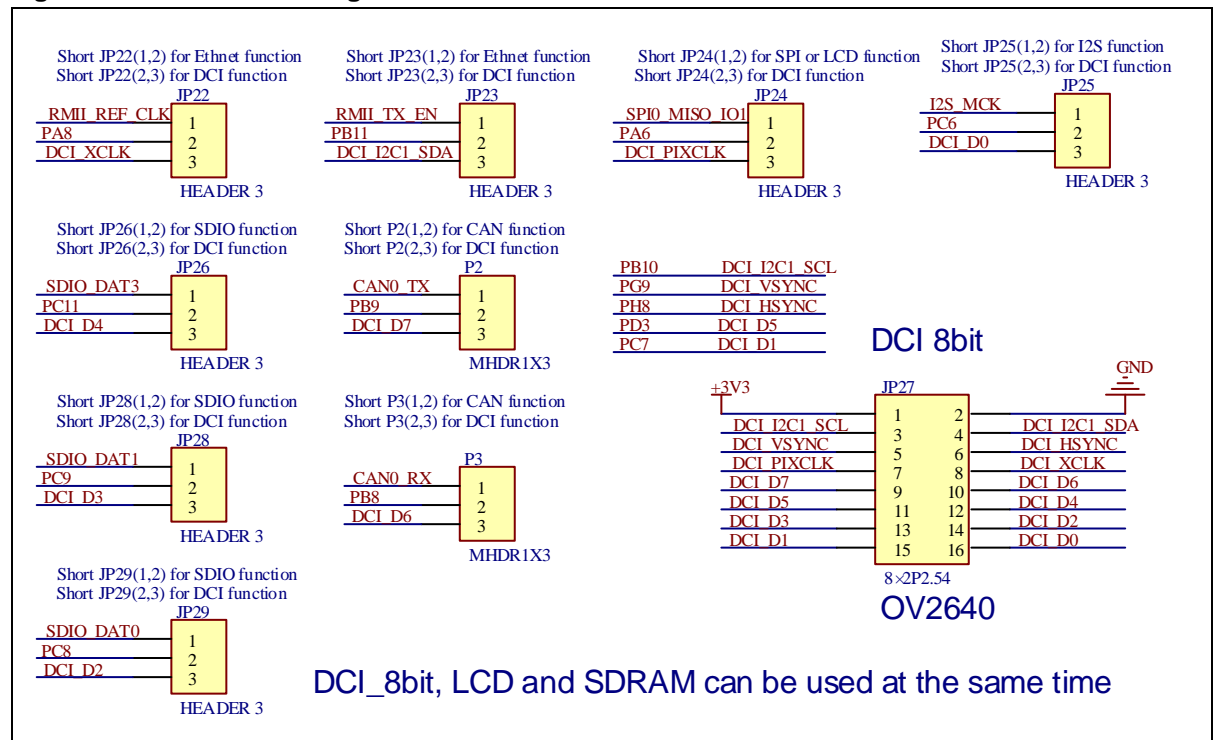 Short JP22(1,2) for Ethnet function
Short JP22(2,3) for DCI function
JP22
RMII_REF_CLK 1
PA8 2
DCI_XCLK 3
HEADER 3
Short JP23(1,2) for Ethnet function
Short JP23(2,3) for DCI function
JP23
RMII_TX_EN 1
PB11 2
DCI_I2C1_SDA 3
HEADER 3
Short JP24(1,2) for SPI or LCD function
Short JP24(2,3) for DCI function
JP24
SPI0_MISO_IO1 1
PA6 2
DCI_PIXCLK 3
HEADER 3
Short JP25(1,2) for I2S function
Short JP25(2,3) for DCI function
JP25
I2S_MCK 1
PC6 2
DCI_D0 3
HEADER 3
Short JP26(1,2) for SDIO function
Short JP26(2,3) for DCI function
JP26
SDIO_DAT3 1
PC11 2
DCI_D4 3
HEADER 3
Short P2(1,2) for CAN function
Short P2(2,3) for DCI function
P2
CAN0_TX 1
PB9 2
DCI_D7 3
MHDR1X3
PB10 DCI_I2C1_SCL
PG9 DCI_VSYNC
PH8 DCI_HSYNC
PD3 DCI_D5
PC7 DCI_D1
DCI 8bit
Short JP28(1,2) for SDIO function
Short JP28(2,3) for DCI function
JP28
SDIO_DAT1 1
PC9 2
DCI_D3 3
HEADER 3
Short P3(1,2) for CAN function
Short P3(2,3) for DCI function
P3
CAN0_RX 1
PB8 2
DCI_D6 3
MHDR1X3
+3V3 JP27 GND
1 2
DCI_I2C1_SCL 3 4 DCI_I2C1_SDA
DCI_VSYNC 5 6 DCI_HSYNC
DCI_PIXCLK 7 8 DCI_XCLK
DCI_D7 9 10 DCI_D6
DCI_D5 11 12 DCI_D4
DCI_D3 13 14 DCI_D2
DCI_D1 15 16 DCI_D0
8×2P2.54
OV2640
Short JP29(1,2) for SDIO function
Short JP29(2,3) for DCI function
JP29
SDIO_DAT0 1
PC8 2
DCI_D2 3
HEADER 3
DCI_8bit, LCD and SDRAM can be used at the same time